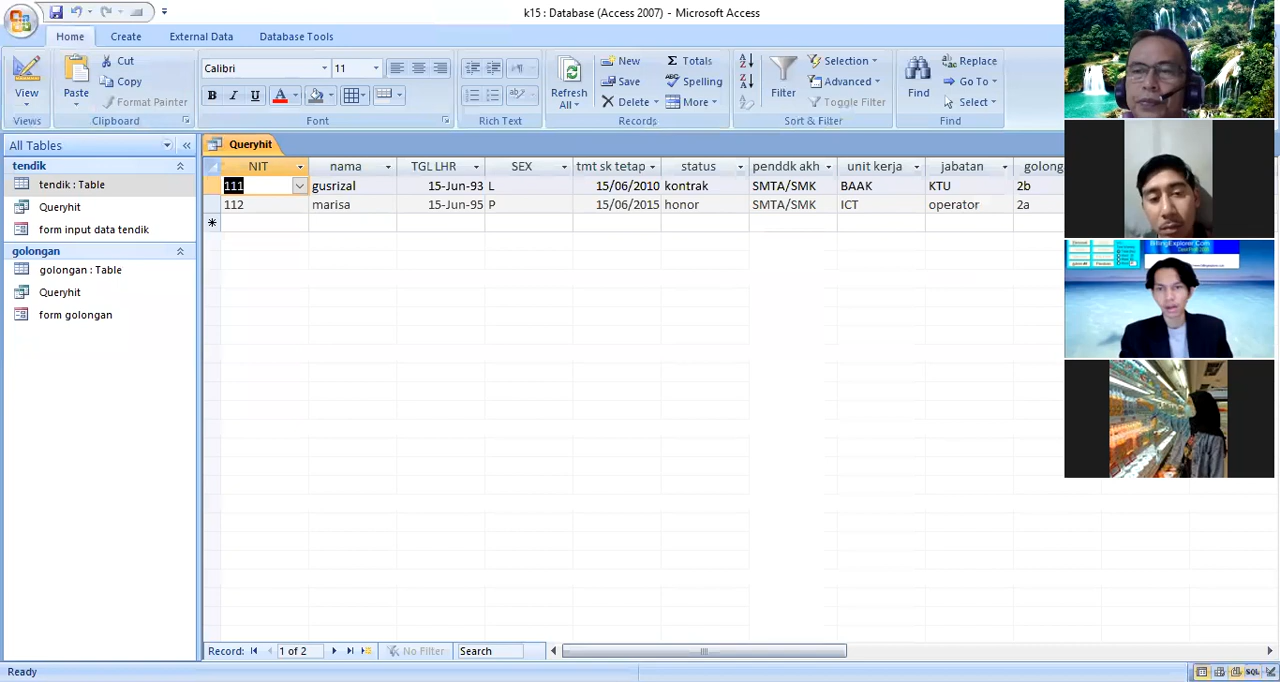 k15 : Database (Access 2007) - Microsoft Access
Home Create External Data Database Tools
View
Views
Paste
Cut
Copy
Format Painter
Clipboard
Calibri 11
B I U A
Font
Rich Text
Refresh All
New
Save
Delete
Totals
Spelling
More
Records
Filter
Selection
Advanced
Toggle Filter
Sort & Filter
Find
Replace
Go To
Select
Find
All Tables
tendik
tendik : Table
Queryhit
form input data tendik
golongan
golongan : Table
Queryhit
form golongan
Queryhit
NIT nama TGL LHR SEX tmt sk tetap status penddk akh unit kerja jabatan golong
111 gusrizal 15-Jun-93 L 15/06/2010 kontrak SMTA/SMK BAAK KTU 2b
112 marisa 15-Jun-95 P 15/06/2015 honor SMTA/SMK ICT operator 2a
Record: 1 of 2 No Filter Search
Ready
SQL
BillingExplorer.Com